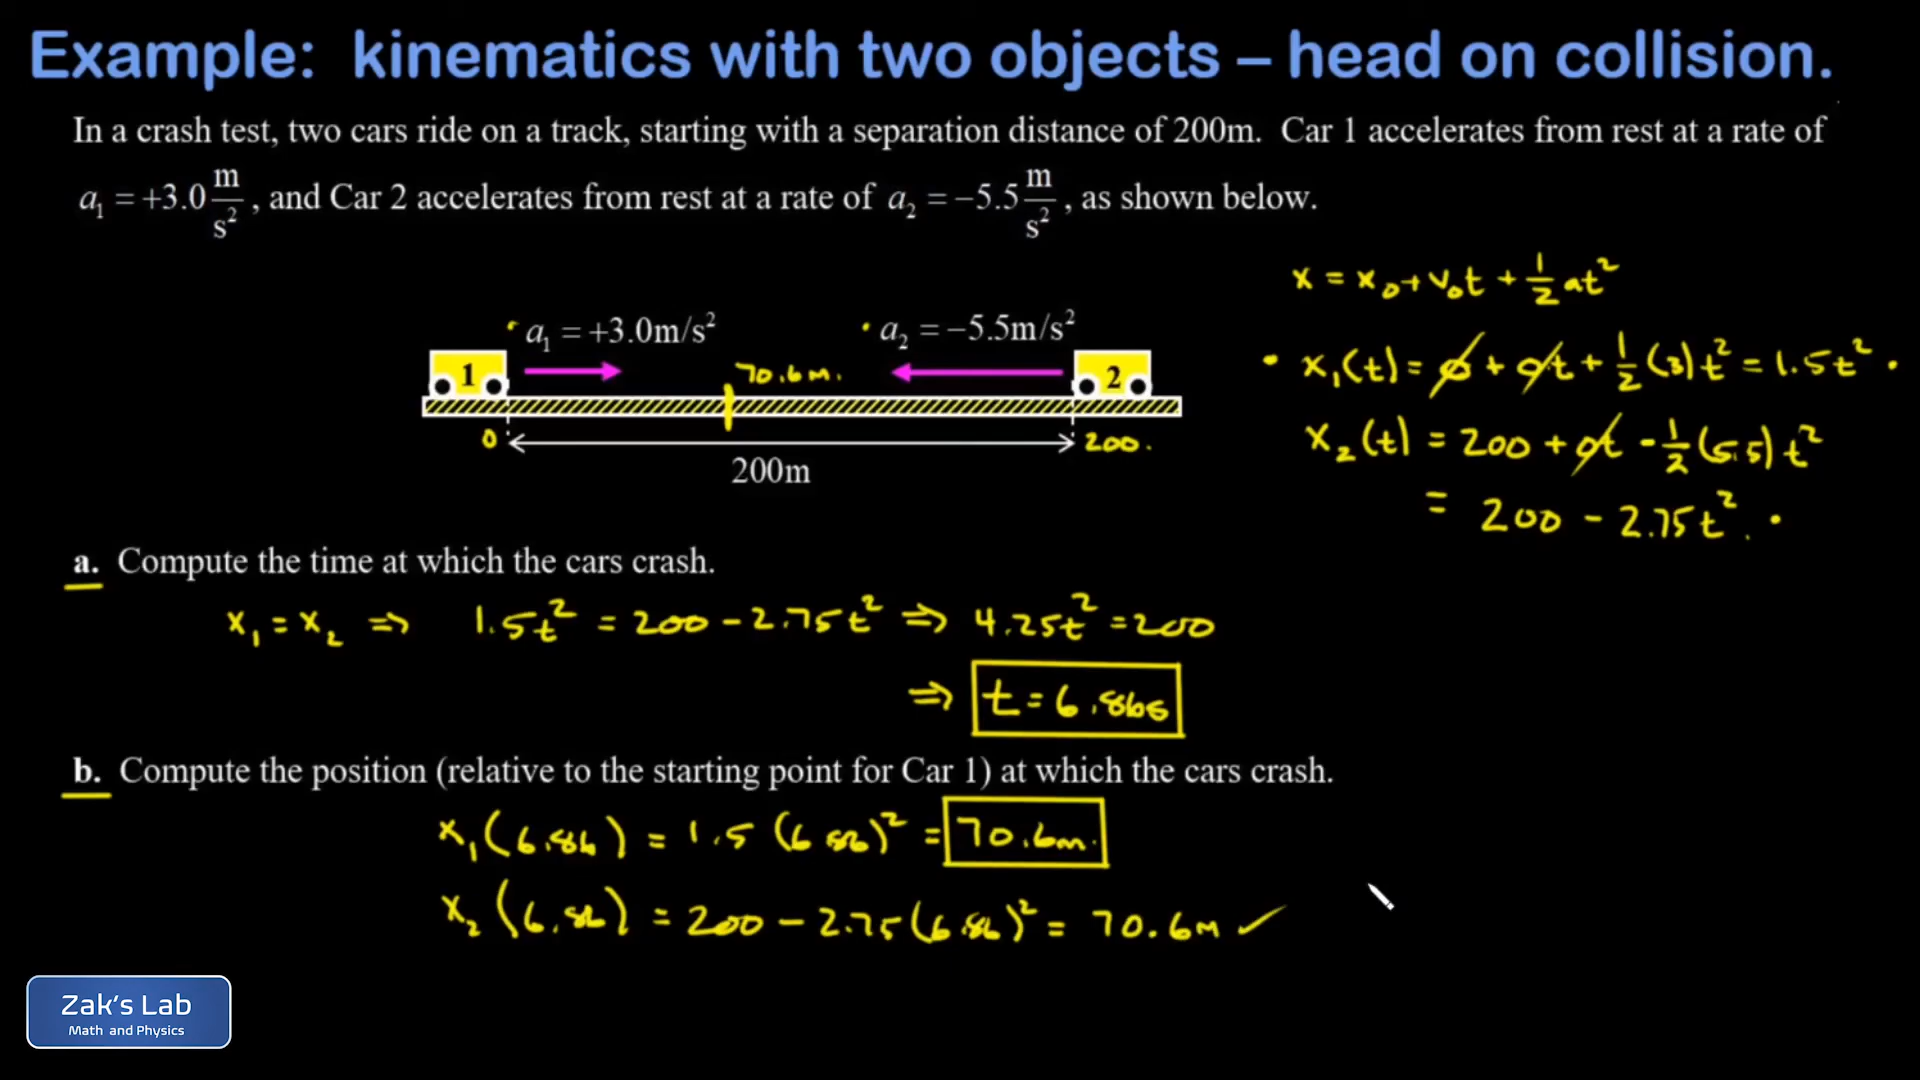 Example: kinematics with two objects – head on collision.
In a crash test, two cars ride on a track, starting with a separation distance of 200m. Car 1 accelerates from rest at a rate of
a₁ = +3.0 m/s², and Car 2 accelerates from rest at a rate of a₂ = −5.5 m/s², as shown below.
x = x₀ + v₀t + ½at²
a₁ = +3.0m/s² a₂ = −5.5m/s²
x₁(t) = 0 + 0t + ½(3)t² = 1.5t².
1 70.6m. 2
x₂(t) = 200 + 0t - ½(5.5)t²
0 200.
200m
= 200 - 2.75t².
a. Compute the time at which the cars crash.
x₁ = x₂ ⇒ 1.5t² = 200 - 2.75t² ⇒ 4.25t² = 200
⇒ t = 6.86s
b. Compute the position (relative to the starting point for Car 1) at which the cars crash.
x₁(6.86) = 1.5(6.86)² = 70.6m.
x₂(6.86) = 200 - 2.75(6.86)² = 70.6m ✓
Zak's Lab
Math and Physics